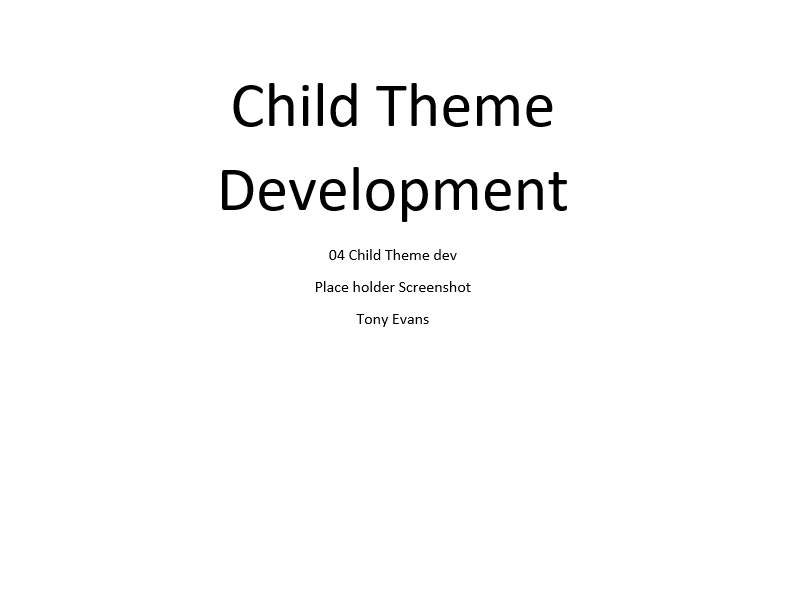 Child Theme
Development
04 Child Theme dev
Place holder Screenshot
Tony Evans